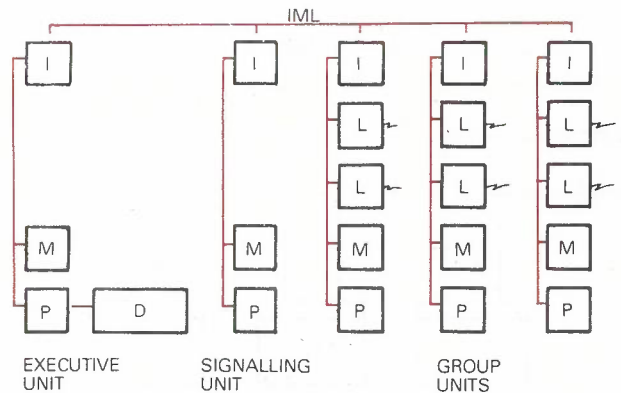 IML
I I I I I
L L L
L L L
M M M M M
P D P P P P
EXECUTIVE SIGNALLING GROUP
UNIT UNIT UNITS